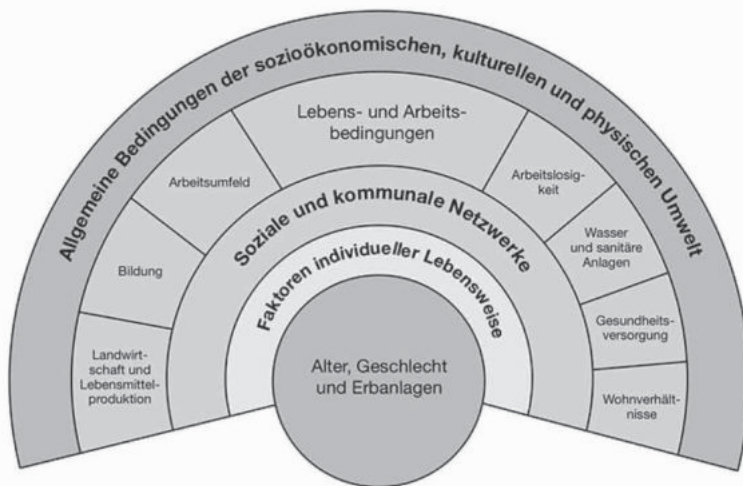 Allgemeine Bedingungen der sozioökonomischen, kulturellen und physischen Umwelt
Lebens- und Arbeits-
bedingungen
Landwirt-
schaft und
Lebensmittel-
produktion
Bildung
Arbeitsumfeld
Arbeitslosig-
keit
Wasser
und sanitäre
Anlagen
Gesundheits-
versorgung
Wohnverhält-
nisse
Soziale und kommunale Netzwerke
Faktoren individueller Lebensweise
Alter, Geschlecht
und Erbanlagen